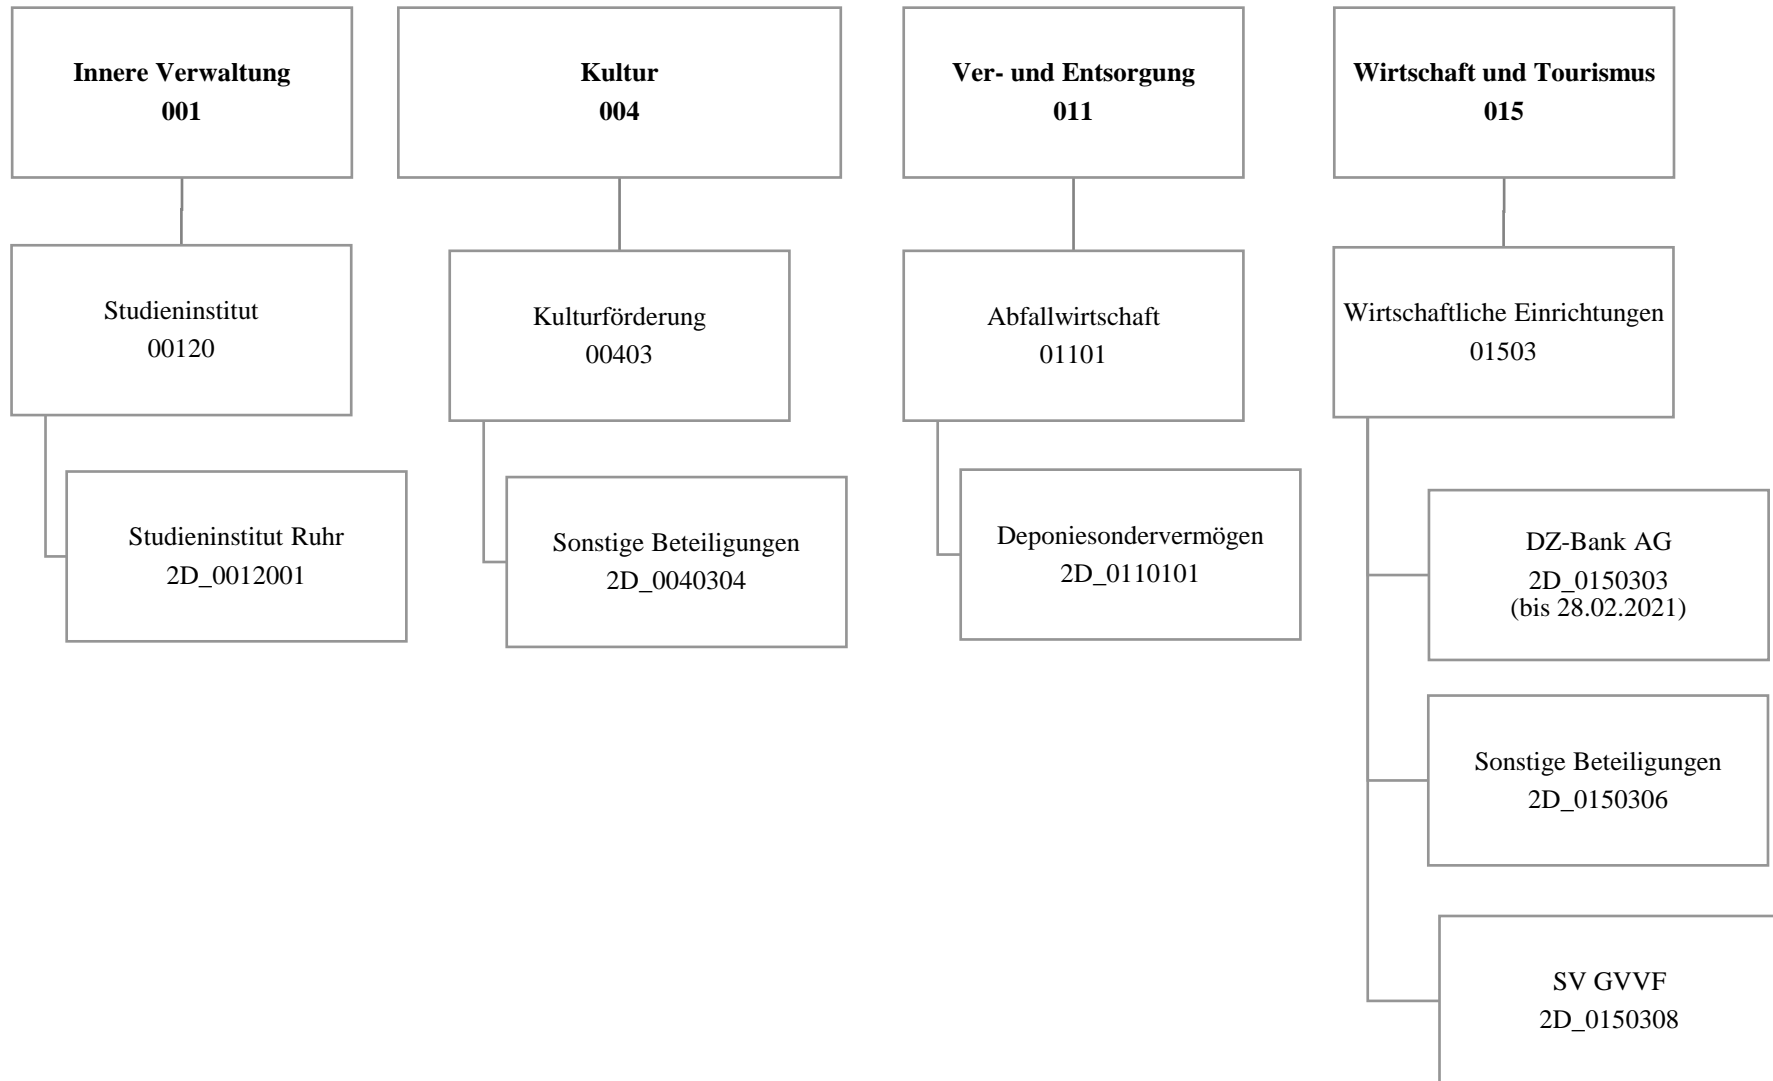 Innere Verwaltung
001
Kultur
004
Ver- und Entsorgung
011
Wirtschaft und Tourismus
015
Studieninstitut
00120
Kulturförderung
00403
Abfallwirtschaft
01101
Wirtschaftliche Einrichtungen
01503
Studieninstitut Ruhr
2D_0012001
Sonstige Beteiligungen
2D_0040304
Deponiesondervermögen
2D_0110101
DZ-Bank AG
2D_0150303
(bis 28.02.2021)
Sonstige Beteiligungen
2D_0150306
SV GVVF
2D_0150308